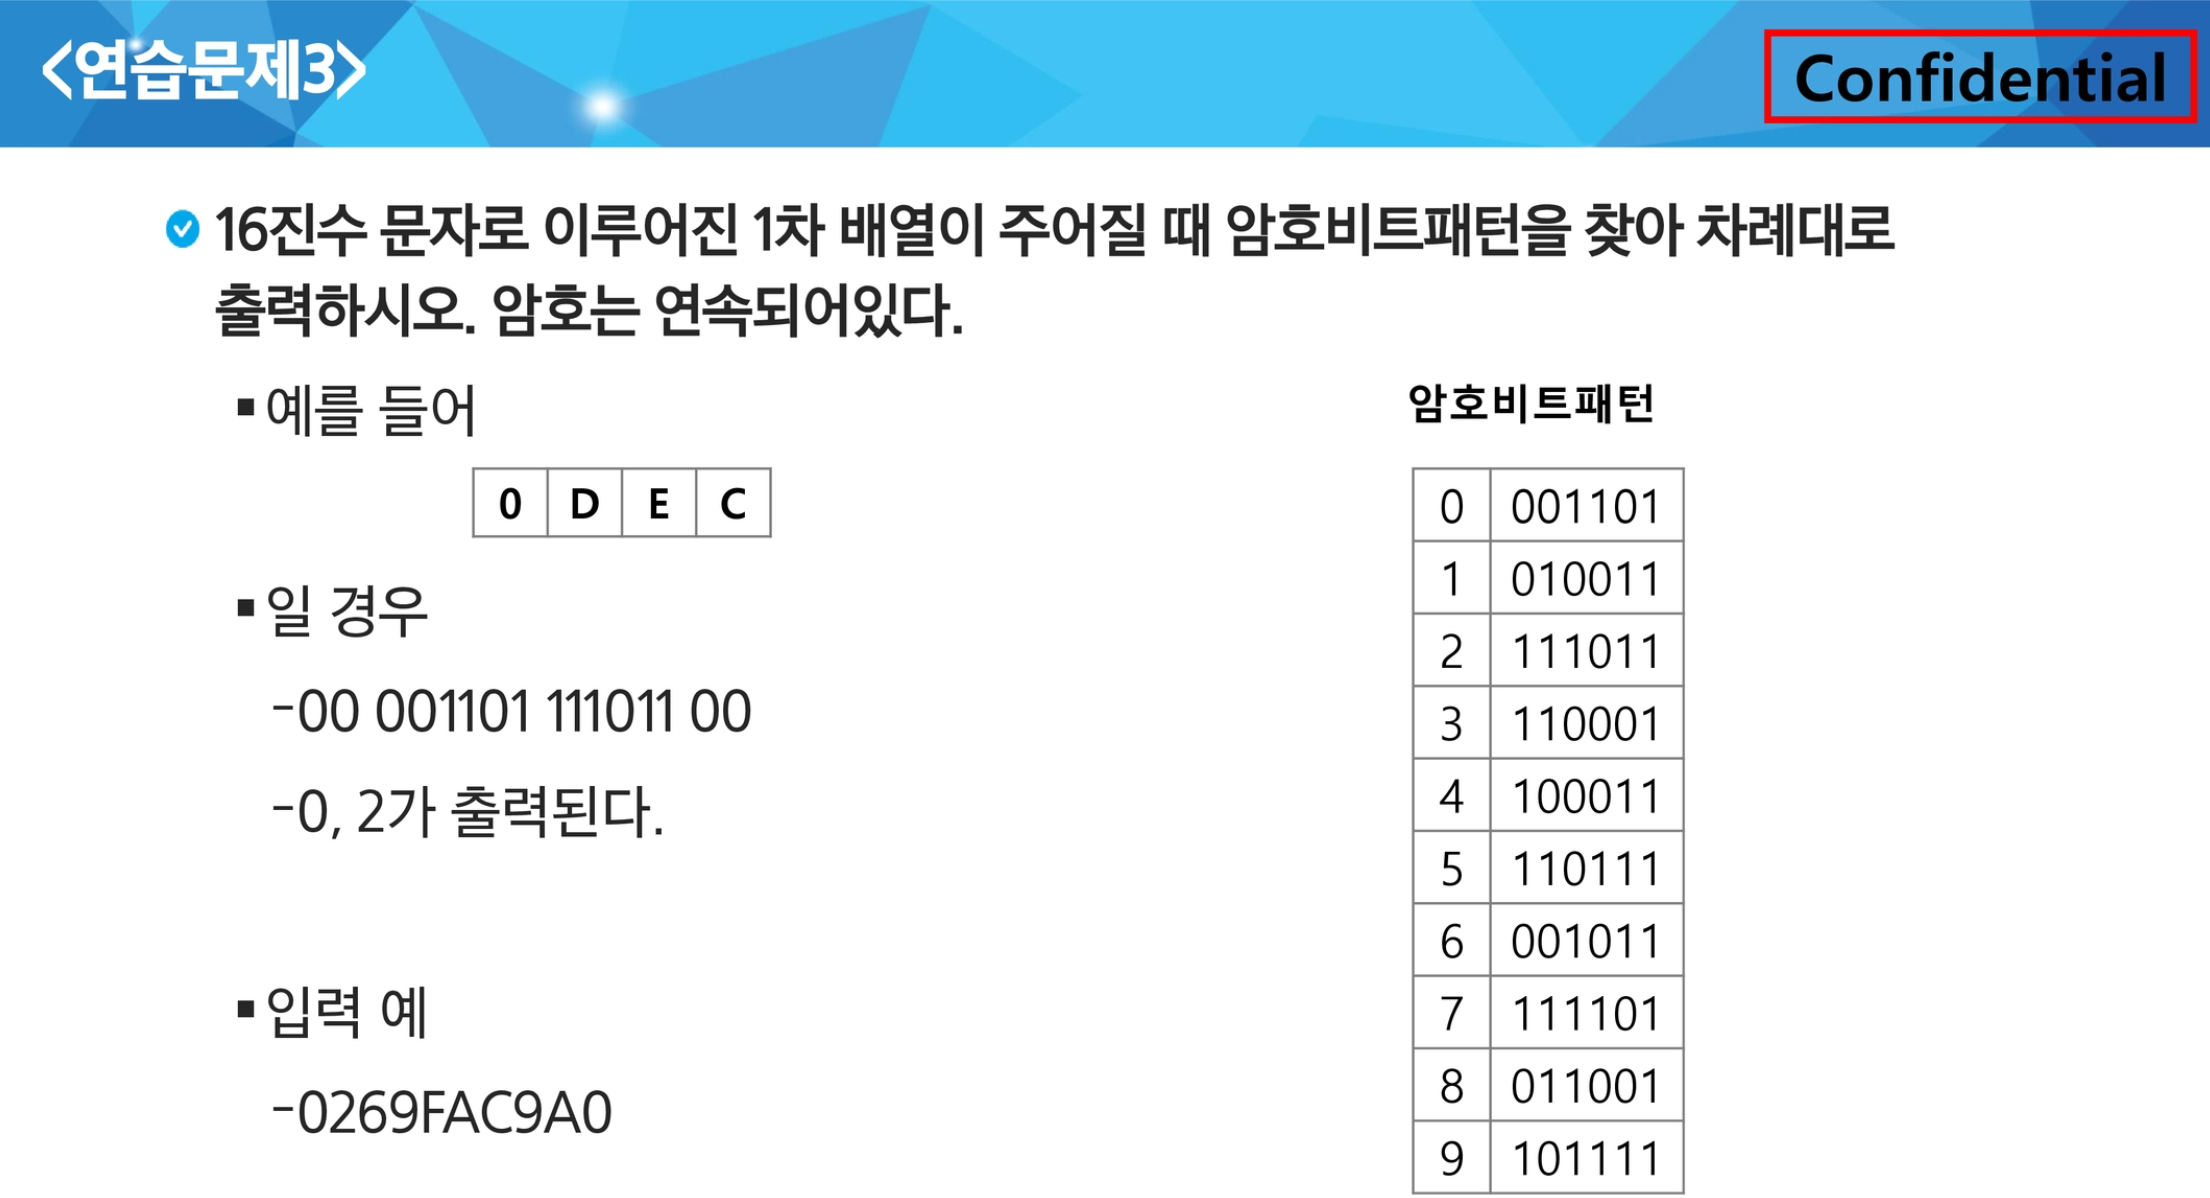 <연습문제3>
Confidential
16진수 문자로 이루어진 1차 배열이 주어질 때 암호비트패턴을 찾아 차례대로
출력하시오. 암호는 연속되어있다.
예를 들어
0 D E C
일 경우
-00 001101 111011 00
-0, 2가 출력된다.
입력 예
-0269FAC9A0
암호비트패턴
0 001101
1 010011
2 111011
3 110001
4 100011
5 110111
6 001011
7 111101
8 011001
9 101111